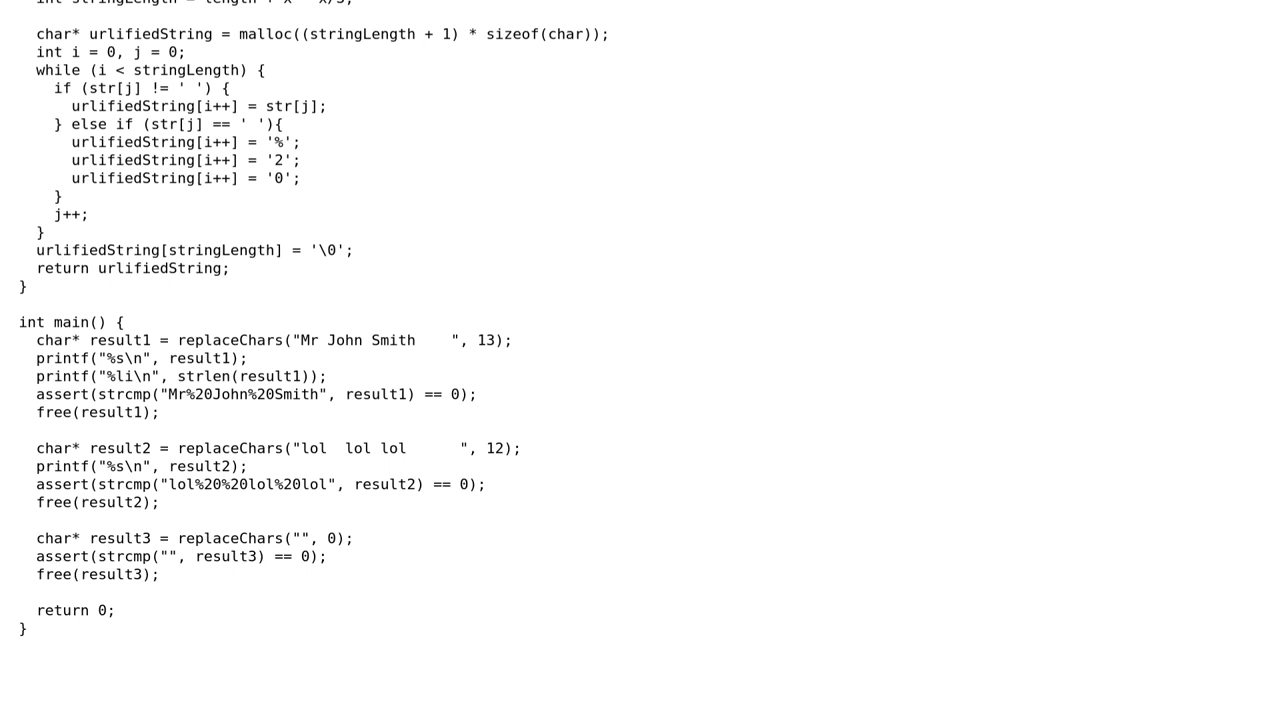 char* urlifiedString = malloc((stringLength + 1) * sizeof(char));
int i = 0, j = 0;
while (i < stringLength) {
if (str[j] != ' ') {
urlifiedString[i++] = str[j];
} else if (str[j] == ' '){
urlifiedString[i++] = '%';
urlifiedString[i++] = '2';
urlifiedString[i++] = '0';
}
j++;
}
urlifiedString[stringLength] = '\0';
return urlifiedString;
}
int main() {
char* result1 = replaceChars("Mr John Smith    ", 13);
printf("%s\n", result1);
printf("%li\n", strlen(result1));
assert(strcmp("Mr%20John%20Smith", result1) == 0);
free(result1);
char* result2 = replaceChars("lol  lol lol      ", 12);
printf("%s\n", result2);
assert(strcmp("lol%20%20lol%20lol", result2) == 0);
free(result2);
char* result3 = replaceChars("", 0);
assert(strcmp("", result3) == 0);
free(result3);
return 0;
}